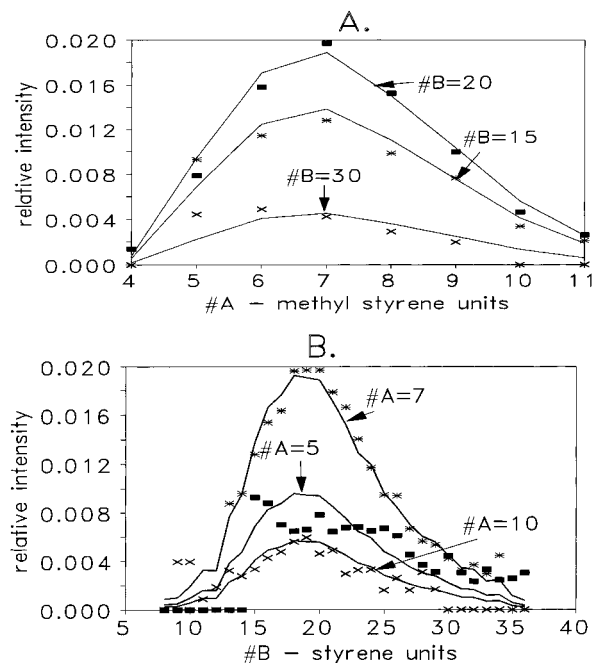 A.
0.020
0.016
0.012
0.008
0.004
0.000
relative intensity
#B=20
#B=15
#B=30
4 5 6 7 8 9 10 11
#A - methyl styrene units
B.
0.020
0.016
0.012
0.008
0.004
0.000
relative intensity
#A=7
#A=5
#A=10
5 10 15 20 25 30 35 40
#B - styrene units